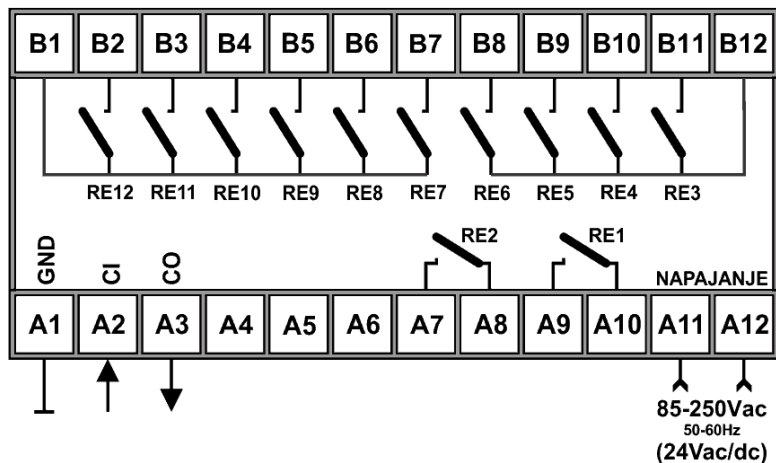 B1 B2 B3 B4 B5 B6 B7 B8 B9 B10 B11 B12
RE12 RE11 RE10 RE9 RE8 RE7 RE6 RE5 RE4 RE3
RE2 RE1
GND CI CO NAPAJANJE
A1 A2 A3 A4 A5 A6 A7 A8 A9 A10 A11 A12
85-250Vac
50-60Hz
(24Vac/dc)